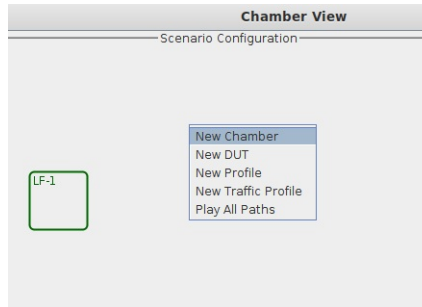 Chamber View
Scenario Configuration
New Chamber
New DUT
LF-1
New Profile
New Traffic Profile
Play All Paths